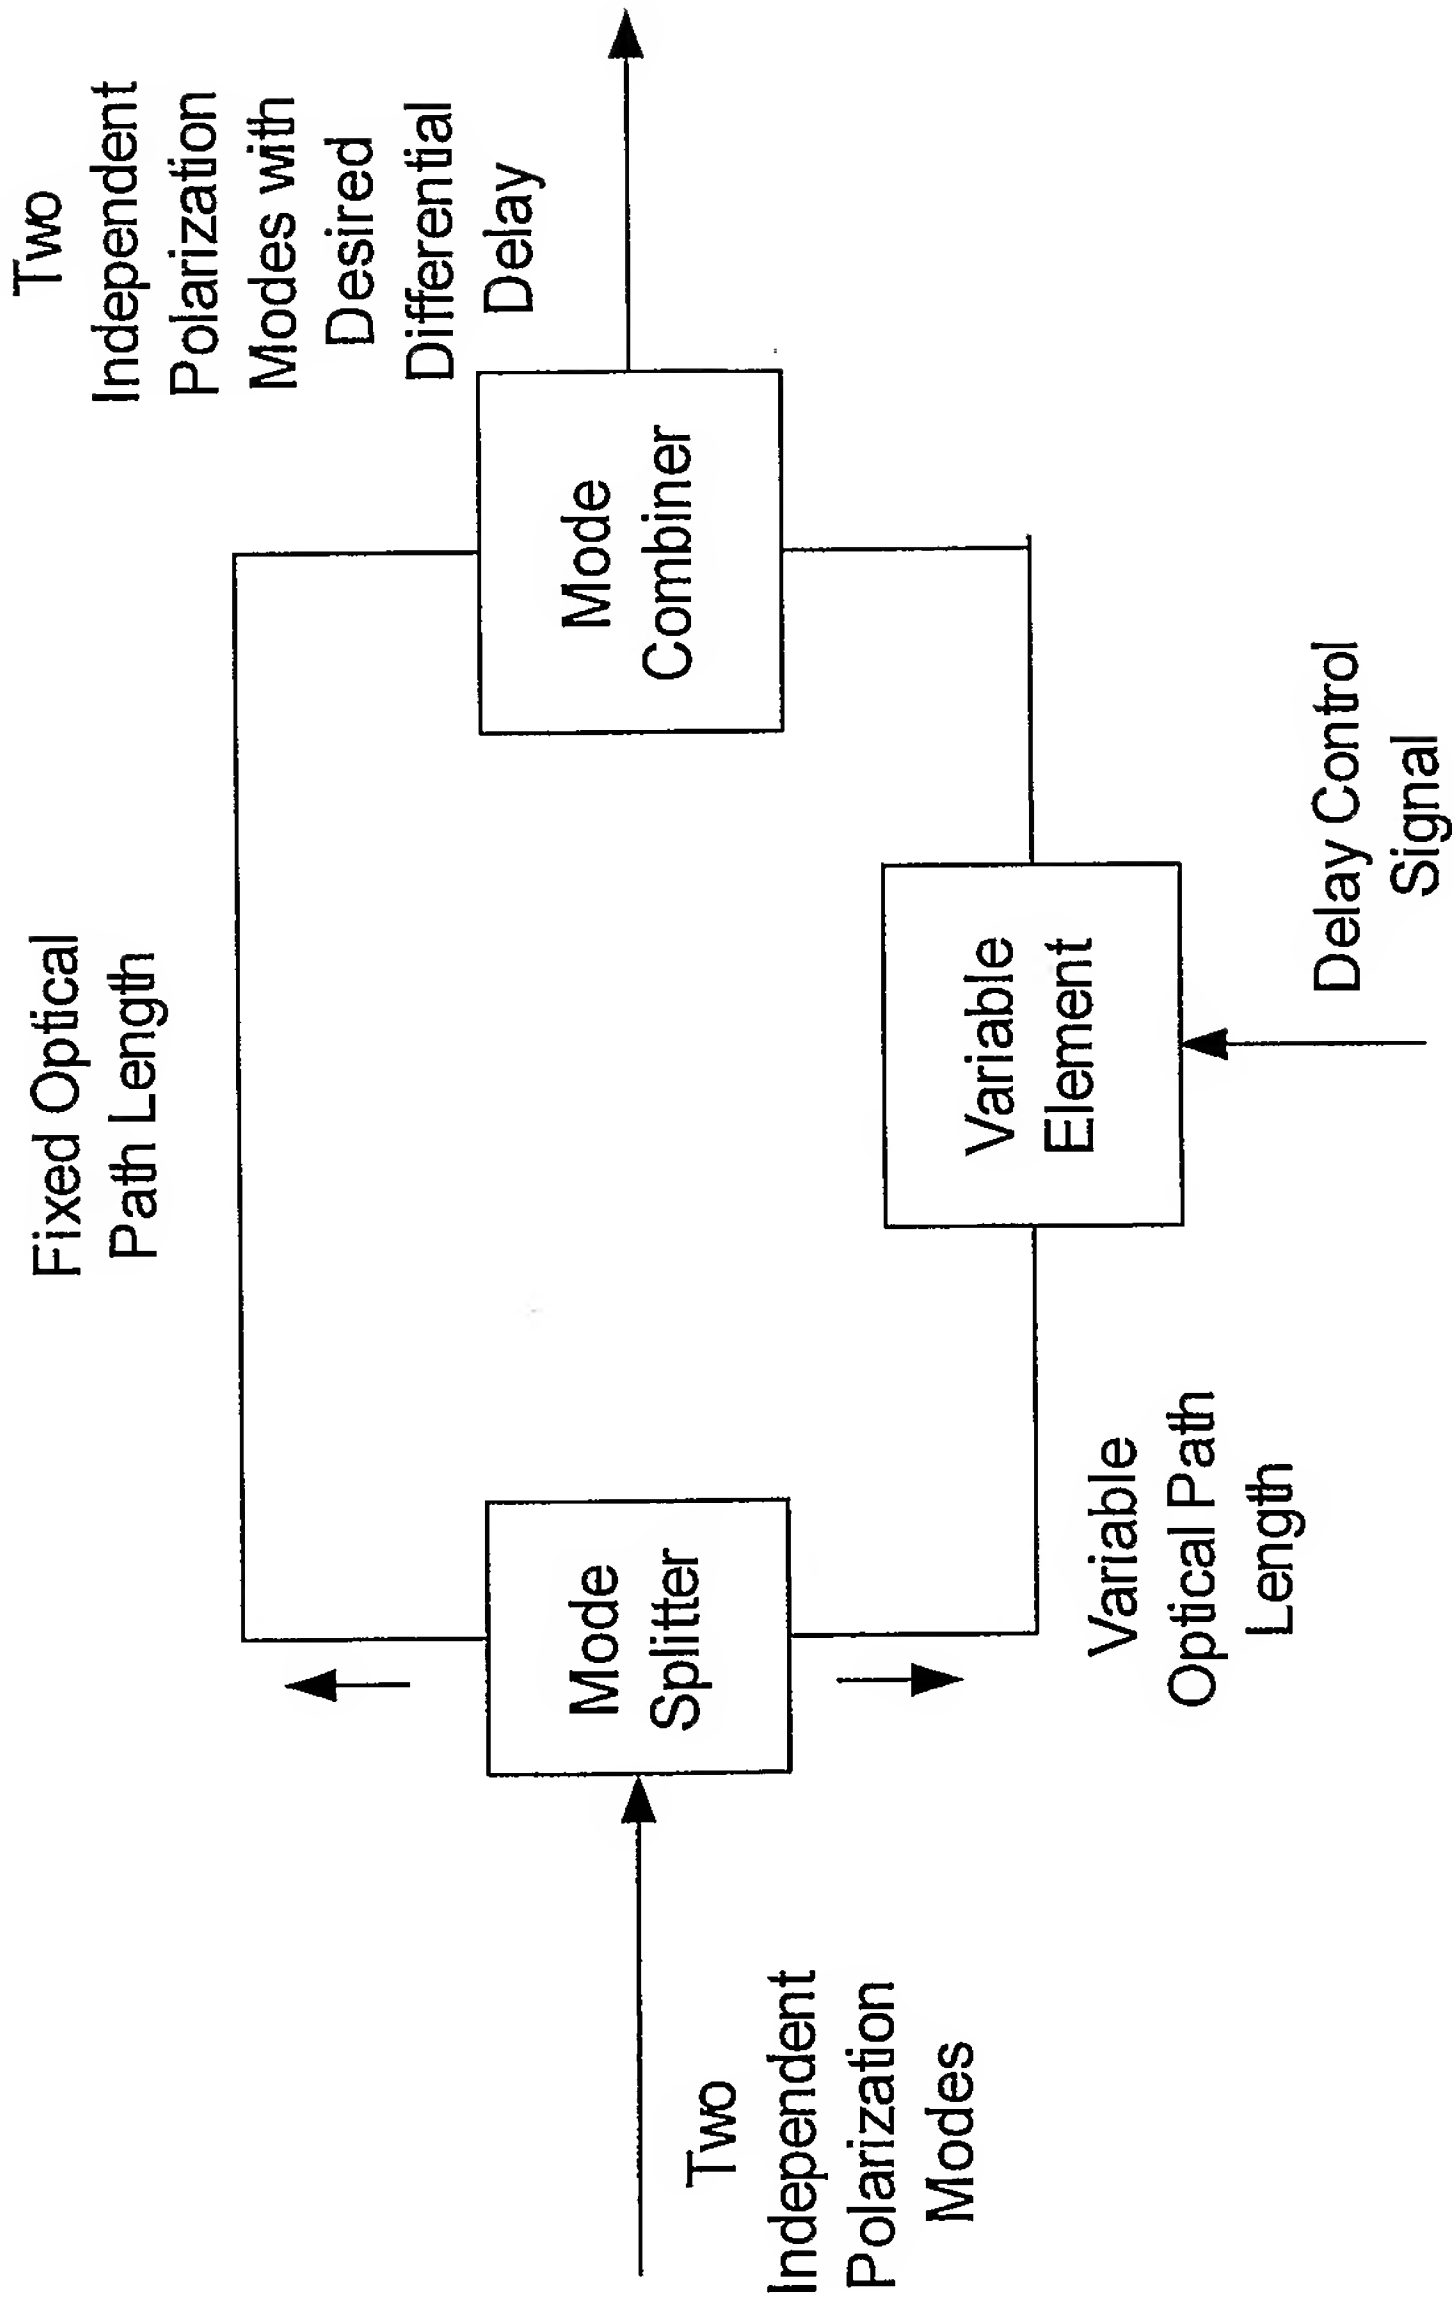 Two
Independent
Polarization
Modes
Mode
Splitter
Fixed Optical
Path Length
Variable
Optical Path
Length
Variable
Element
Delay Control
Signal
Mode
Combiner
Two
Independent
Polarization
Modes with
Desired
Differential
Delay